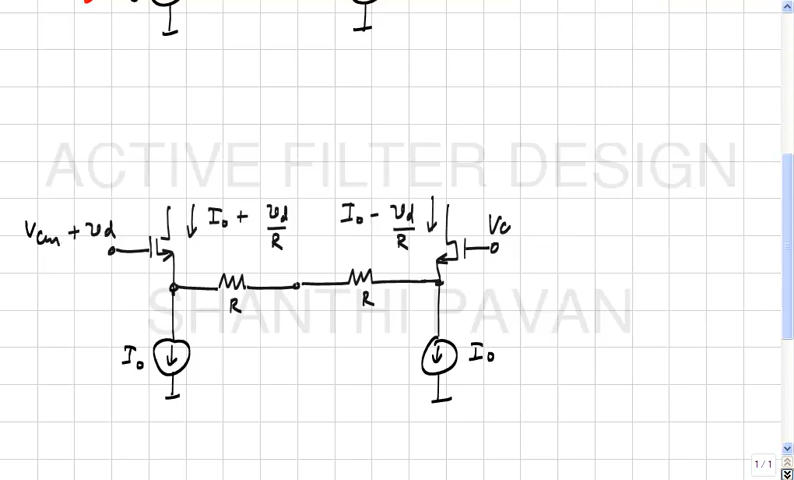 ACTIVE FILTER DESIGN
Vcm + vd
I0 + vd/R
I0 - vd/R
Vc
R
R
SHANTHI PAVAN
I0
I0
1 / 1